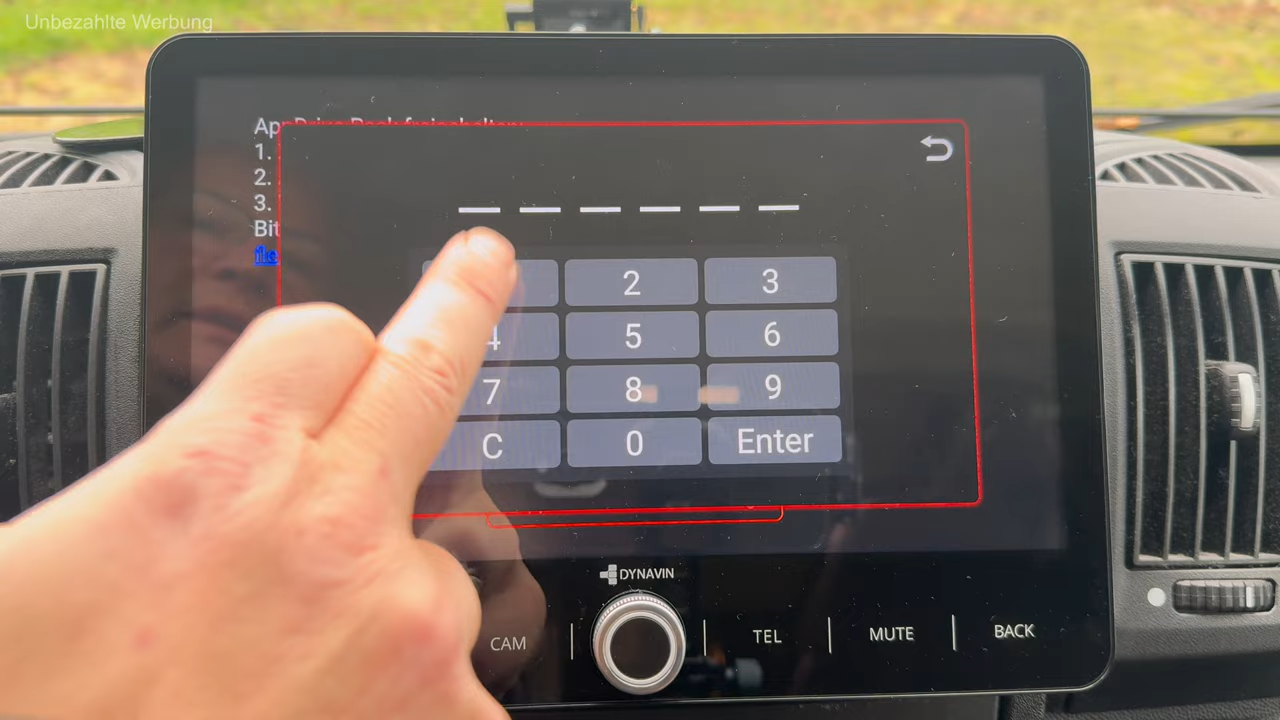 Unbezahlte Werbung
AppDrive Pack freischalten:
1.
2.
3.
Bit
2 3
4 5 6
7 8 9
C 0 Enter
DYNAVIN
CAM TEL MUTE BACK